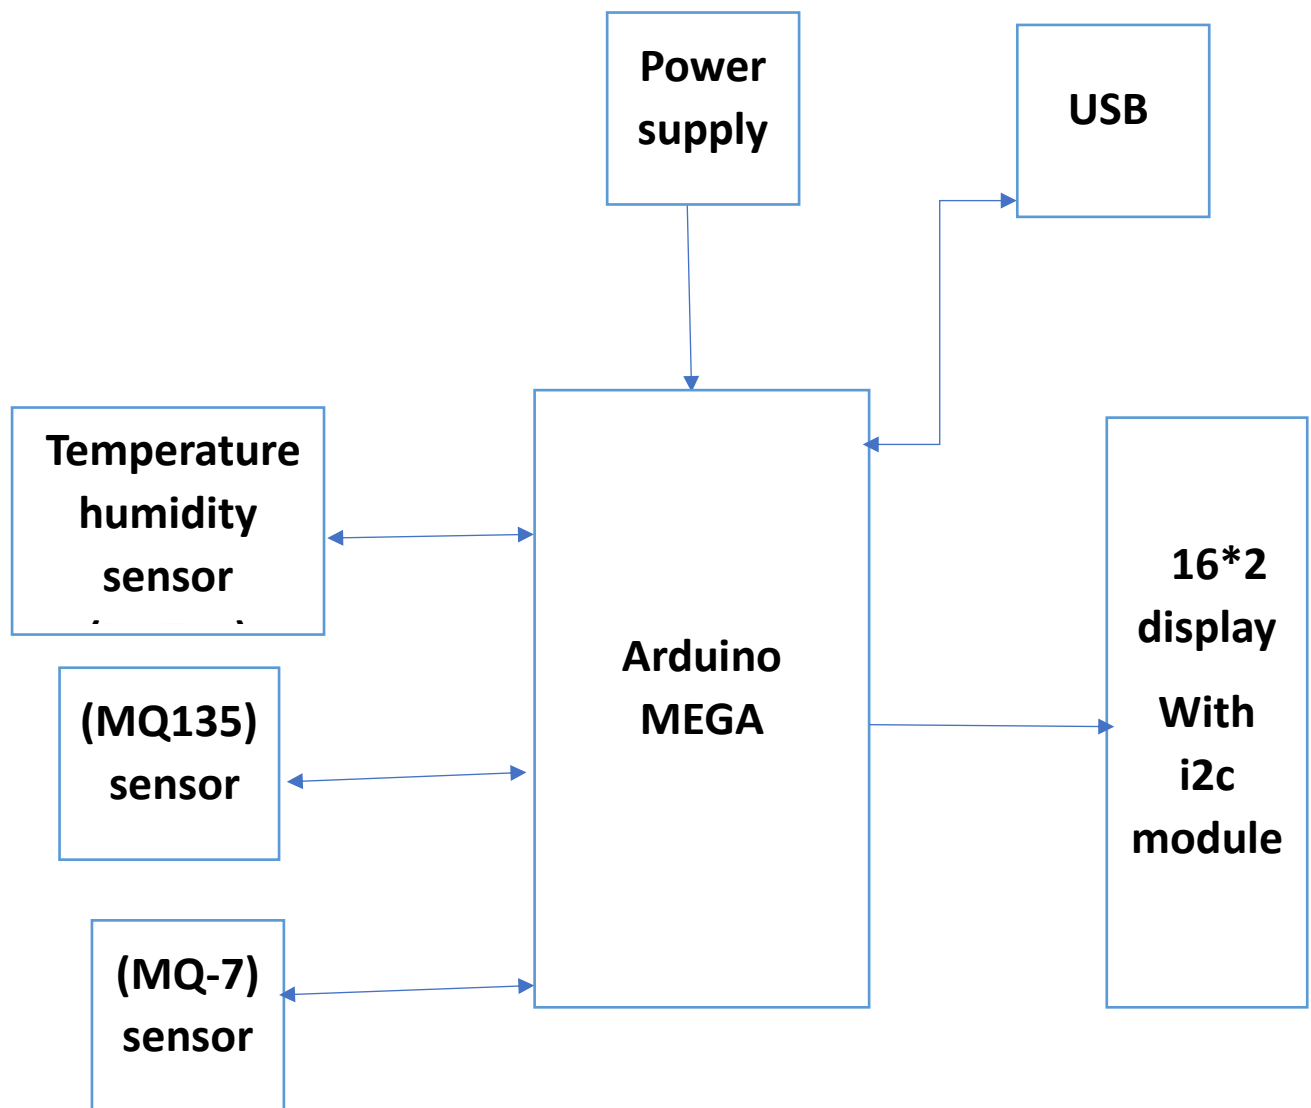 Power
supply
USB
Temperature
humidity
sensor
(MQ135)
sensor
(MQ-7)
sensor
Arduino
MEGA
16*2
display
With
i2c
module